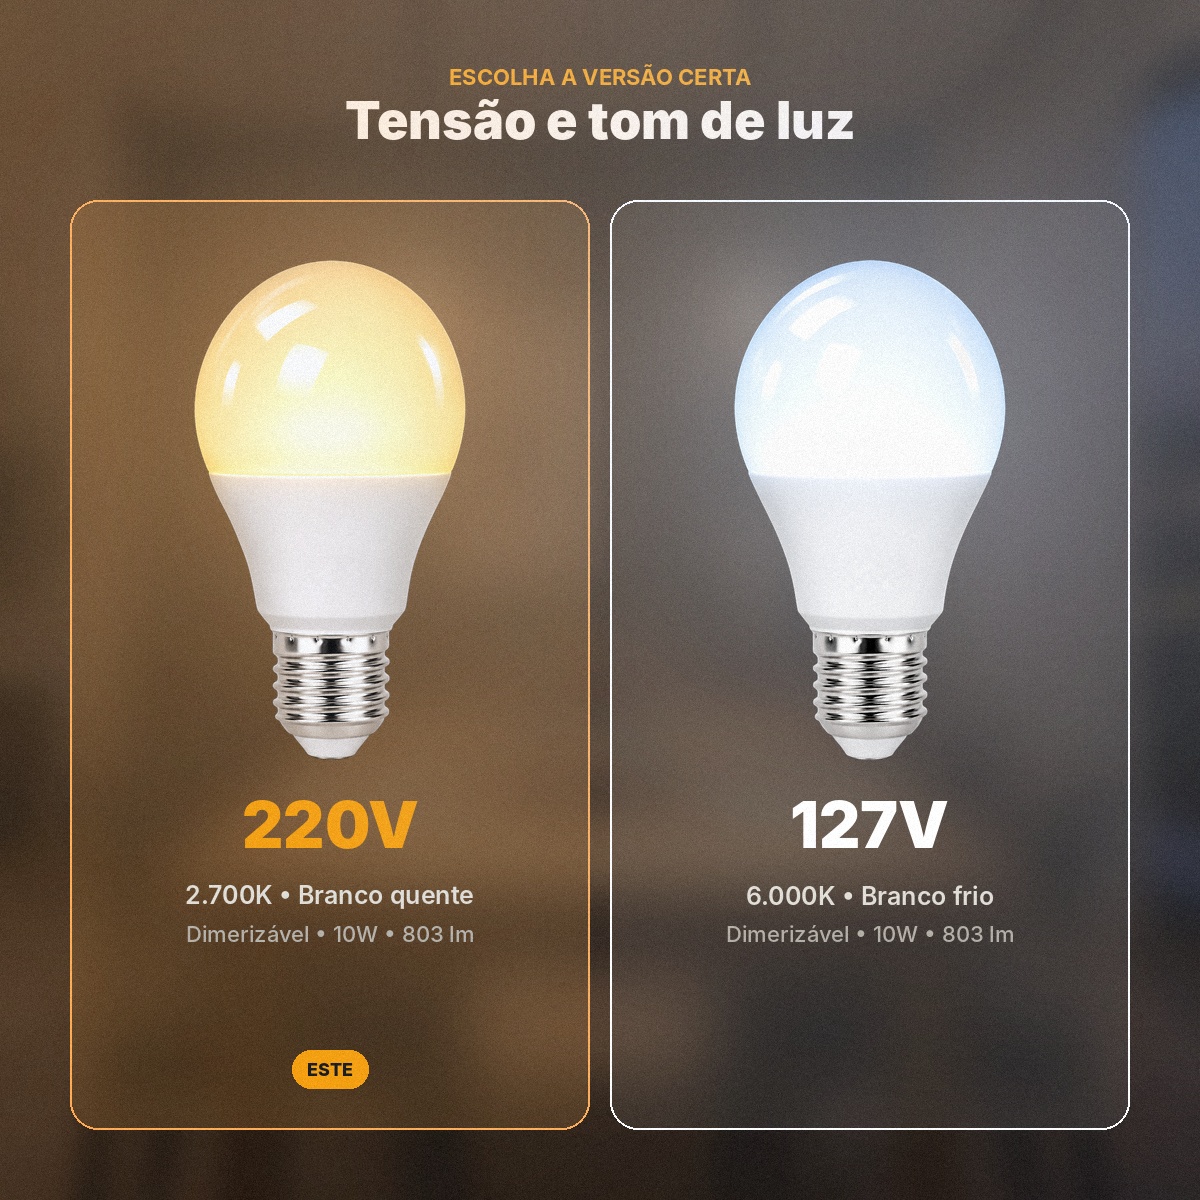 ESCOLHA A VERSÃO CERTA
Tensão e tom de luz
220V
2.700K • Branco quente
Dimerizável • 10W • 803 lm
ESTE
127V
6.000K • Branco frio
Dimerizável • 10W • 803 lm